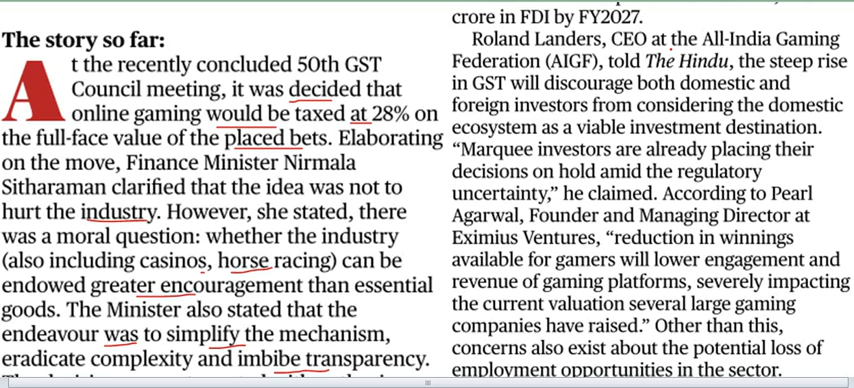 The story so far:
At the recently concluded 50th GST
Council meeting, it was decided that
online gaming would be taxed at 28% on
the full-face value of the placed bets. Elaborating
on the move, Finance Minister Nirmala
Sitharaman clarified that the idea was not to
hurt the industry. However, she stated, there
was a moral question: whether the industry
(also including casinos, horse racing) can be
endowed greater encouragement than essential
goods. The Minister also stated that the
endeavour was to simplify the mechanism,
eradicate complexity and imbibe transparency.
crore in FDI by FY2027.
Roland Landers, CEO at the All-India Gaming
Federation (AIGF), told The Hindu, the steep rise
in GST will discourage both domestic and
foreign investors from considering the domestic
ecosystem as a viable investment destination.
“Marquee investors are already placing their
decisions on hold amid the regulatory
uncertainty,” he claimed. According to Pearl
Agarwal, Founder and Managing Director at
Eximius Ventures, “reduction in winnings
available for gamers will lower engagement and
revenue of gaming platforms, severely impacting
the current valuation several large gaming
companies have raised.” Other than this,
concerns also exist about the potential loss of
employment opportunities in the sector.